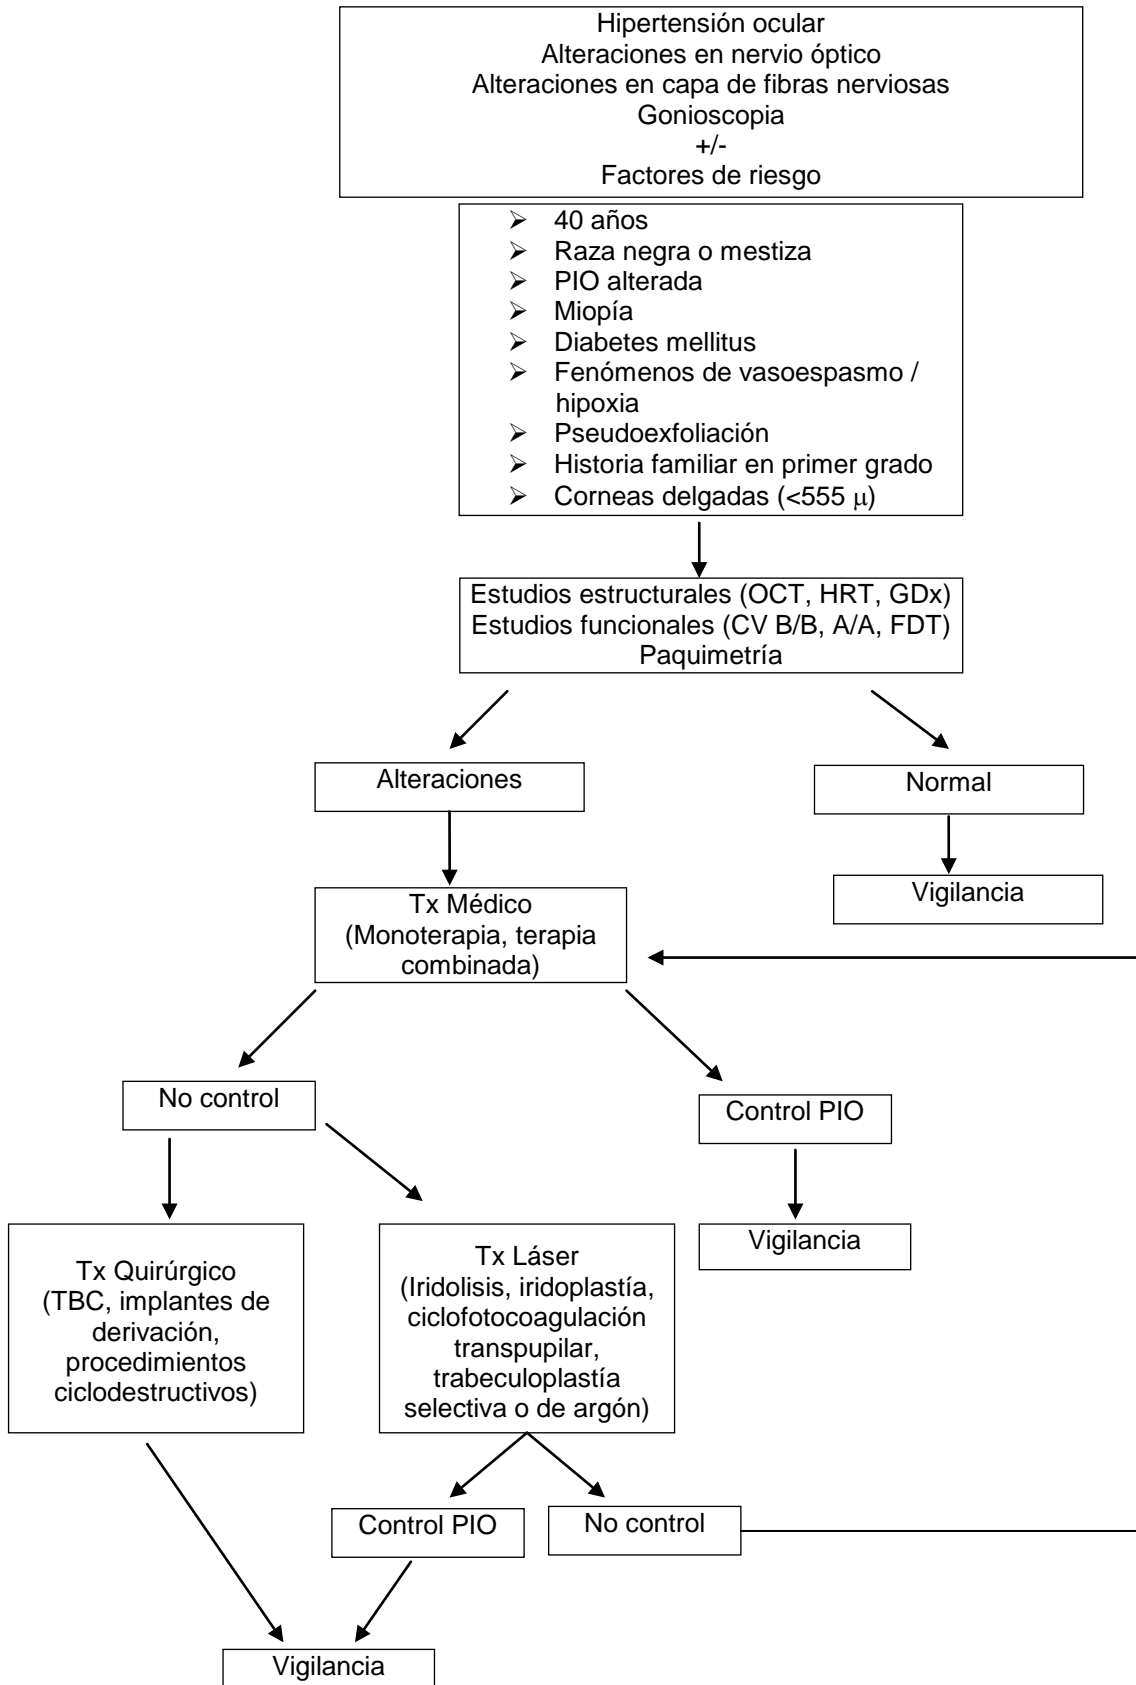 Hipertensión ocular
Alteraciones en nervio óptico
Alteraciones en capa de fibras nerviosas
Gonioscopia
+/-
Factores de riesgo
➢ 40 años
➢ Raza negra o mestiza
➢ PIO alterada
➢ Miopía
➢ Diabetes mellitus
➢ Fenómenos de vasoespasmo /
hipoxia
➢ Pseudoexfoliación
➢ Historia familiar en primer grado
➢ Corneas delgadas (<555 μ)
Estudios estructurales (OCT, HRT, GDx)
Estudios funcionales (CV B/B, A/A, FDT)
Paquimetría
Alteraciones
Normal
Vigilancia
Tx Médico
(Monoterapia, terapia
combinada)
No control
Control PIO
Vigilancia
Tx Quirúrgico
(TBC, implantes de
derivación,
procedimientos
ciclodestructivos)
Tx Láser
(Iridolisis, iridoplastía,
ciclofotocoagulación
transpupilar,
trabeculoplastía
selectiva o de argón)
Control PIO
No control
Vigilancia